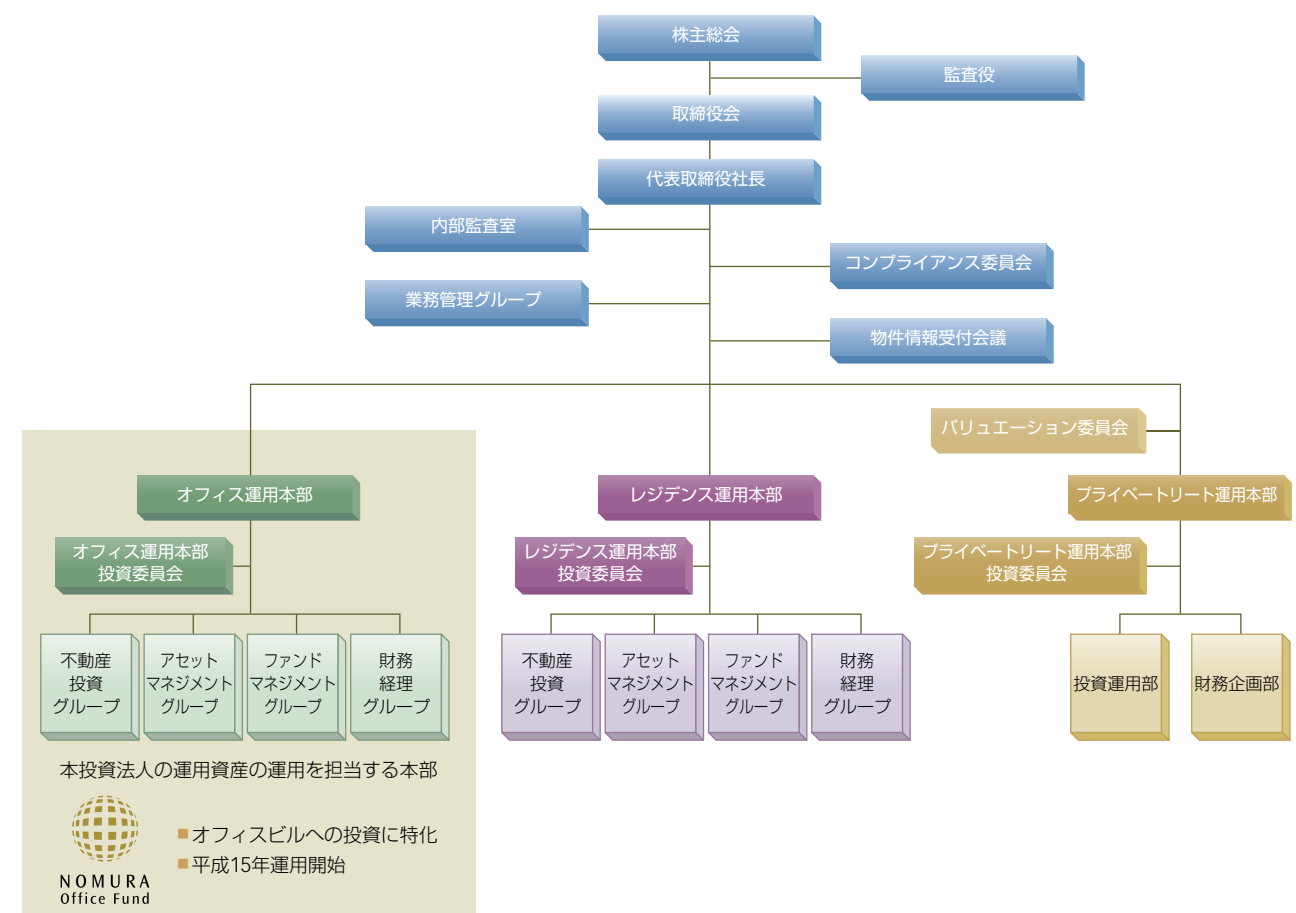 株主総会
監査役
取締役会
代表取締役社長
内部監査室
コンプライアンス委員会
業務管理グループ
物件情報受付会議
バリュエーション委員会
オフィス運用本部
レジデンス運用本部
プライベートリート運用本部
オフィス運用本部
投資委員会
レジデンス運用本部
投資委員会
プライベートリート運用本部
投資委員会
不動産
投資
グループ
アセット
マネジメント
グループ
ファンド
マネジメント
グループ
財務
経理
グループ
不動産
投資
グループ
アセット
マネジメント
グループ
ファンド
マネジメント
グループ
財務
経理
グループ
投資運用部
財務企画部
本投資法人の運用資産の運用を担当する本部
■オフィスビルへの投資に特化
■平成15年運用開始
NOMURA
Office Fund